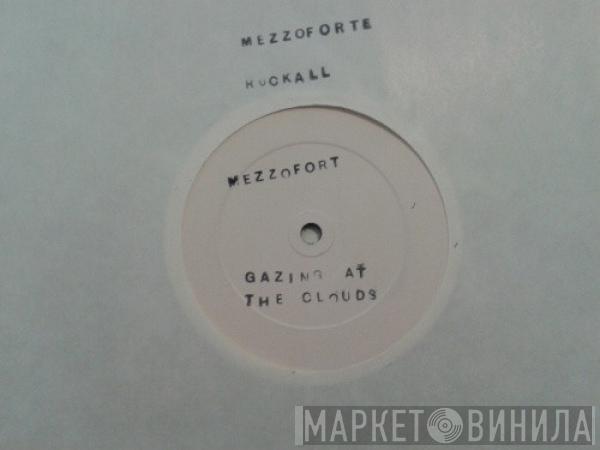 MEZZOFORTE
ROCKALL
MEZZOFORT
GAZING AT
THE CLOUDS
МАРКЕТ ВИНИЛА